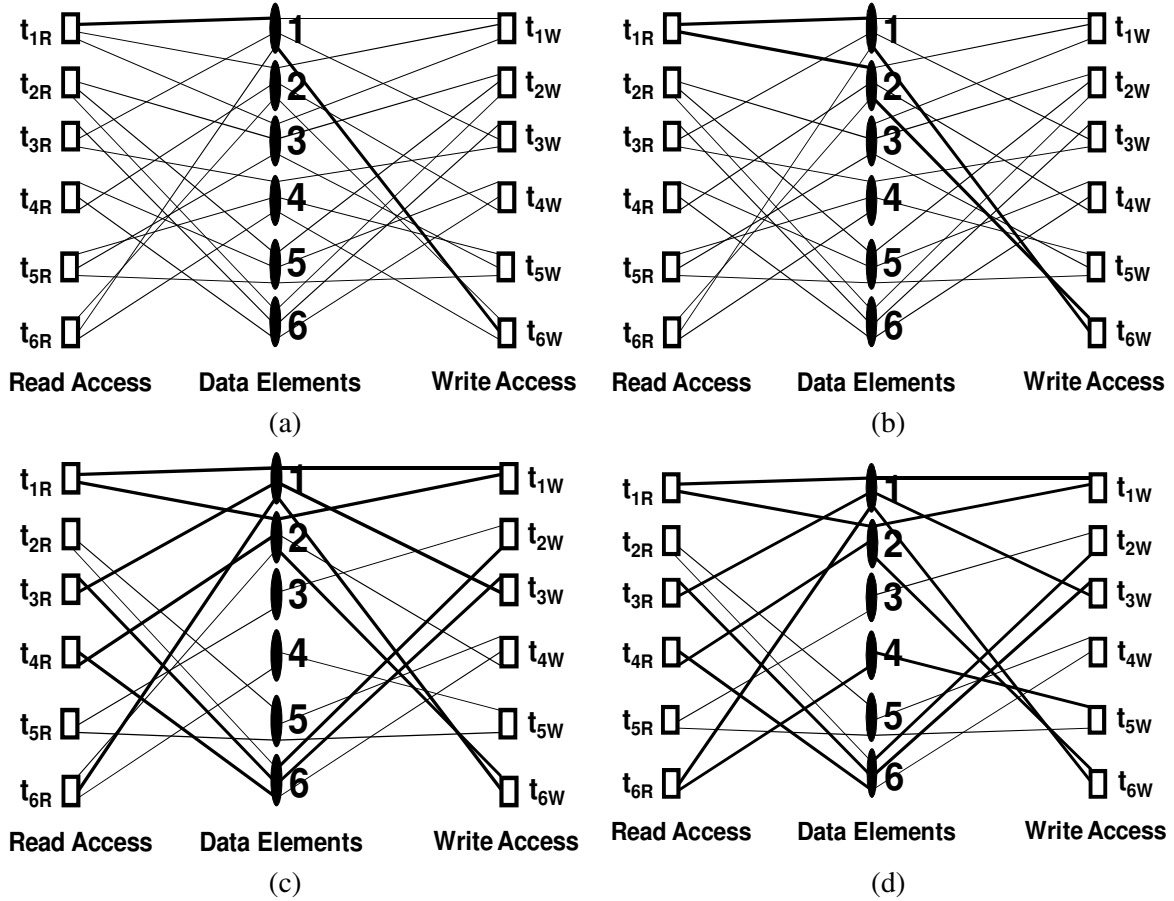 t1R 1 t1W
t2R 2 t2W
t3R 3 t3W
t4R 4 t4W
t5R 5 t5W
t6R 6 t6W
Read Access Data Elements Write Access
(a)
t1R 1 t1W
t2R 2 t2W
t3R 3 t3W
t4R 4 t4W
t5R 5 t5W
t6R 6 t6W
Read Access Data Elements Write Access
(b)
t1R 1 t1W
t2R 2 t2W
t3R 3 t3W
t4R 4 t4W
t5R 5 t5W
t6R 6 t6W
Read Access Data Elements Write Access
(c)
t1R 1 t1W
t2R 2 t2W
t3R 3 t3W
t4R 4 t4W
t5R 5 t5W
t6R 6 t6W
Read Access Data Elements Write Access
(d)